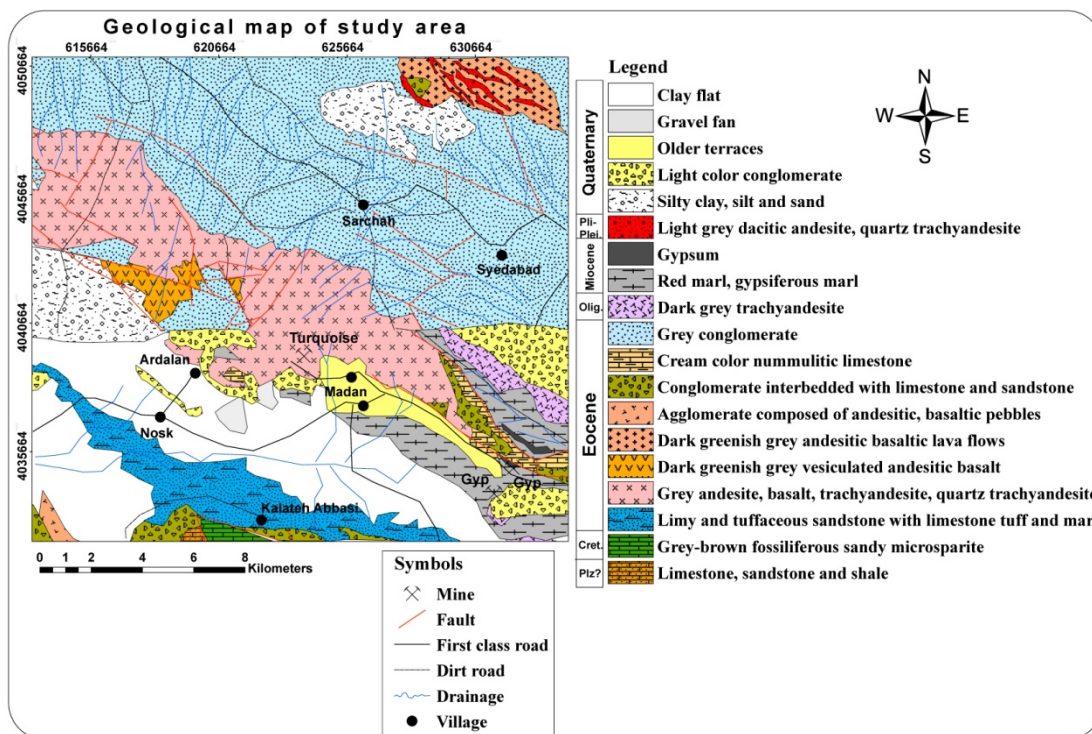 Geological map of study area
615664
620664
625664
630664
4050664
4045664
4040664
4035664
Sarchah
Syedabad
Turquoise
Ardalan
Madan
Nosk
Gyp
Gyp
Kalateh Abbasi
0 2 4 6 8
Kilometers
Legend
Quaternary
Clay flat
Gravel fan
Older terraces
Light color conglomerate
Silty clay, silt and sand
Pli-
Plei.
Light grey dacitic andesite, quartz trachyandesite
Miocene
Gypsum
Red marl, gypsiferous marl
Olig.
Dark grey trachyandesite
Eocene
Grey conglomerate
Cream color nummulitic limestone
Conglomerate interbedded with limestone and sandstone
Agglomerate composed of andesitic, basaltic pebbles
Dark greenish grey andesitic basaltic lava flows
Dark greenish grey vesiculated andesitic basalt
Grey andesite, basalt, trachyandesite, quartz trachyandesite
Limy and tuffaceous sandstone with limestone tuff and mar
Cret.
Grey-brown fossiliferous sandy microsparite
Plz?
Limestone, sandstone and shale
N
W E
S
Symbols
Mine
Fault
First class road
Dirt road
Drainage
Village